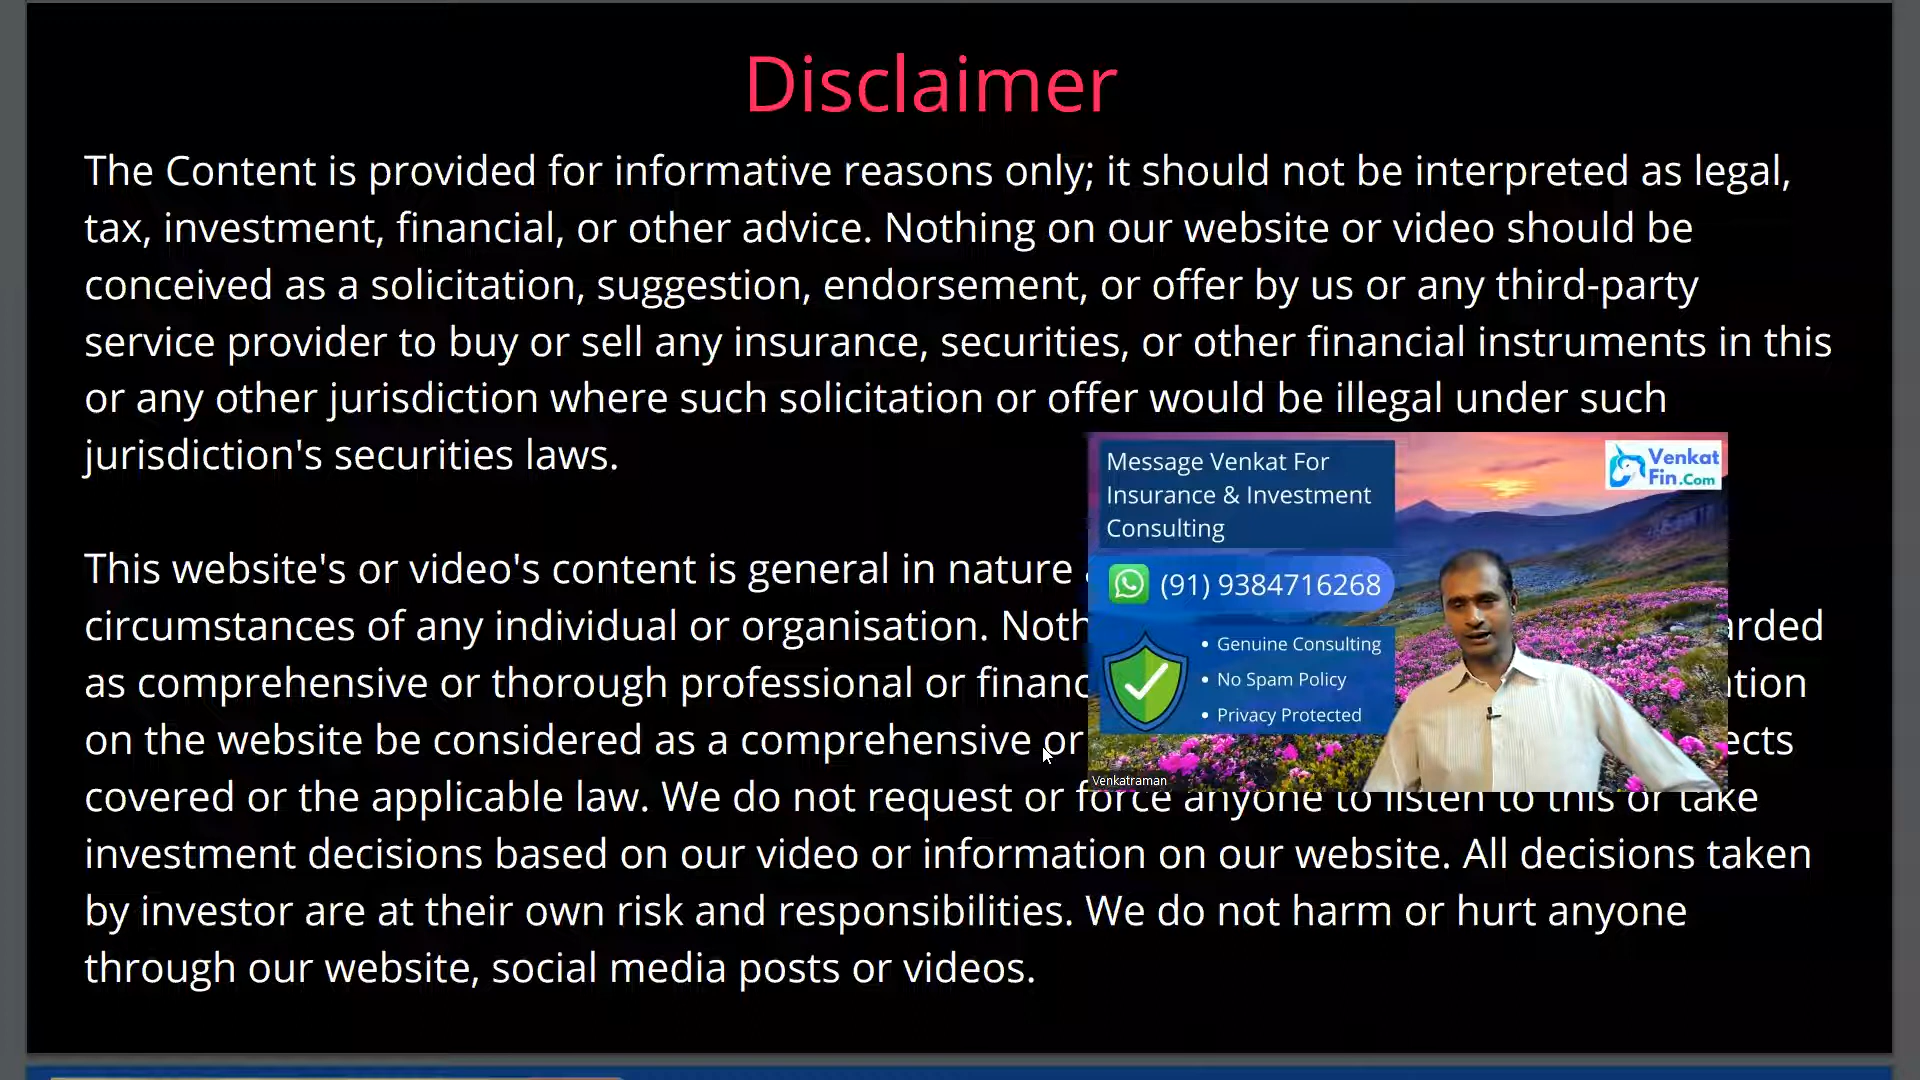 Disclaimer
The Content is provided for informative reasons only; it should not be interpreted as legal,
tax, investment, financial, or other advice. Nothing on our website or video should be
conceived as a solicitation, suggestion, endorsement, or offer by us or any third-party
service provider to buy or sell any insurance, securities, or other financial instruments in this
or any other jurisdiction where such solicitation or offer would be illegal under such
jurisdiction's securities laws.
This website's or video's content is general in nature
circumstances of any individual or organisation.
as comprehensive or thorough professional or
on the website be considered as a comprehensive or
covered or the applicable law. We do not request or force anyone to listen to this or take
investment decisions based on our video or information on our website. All decisions taken
by investor are at their own risk and responsibilities. We do not harm or hurt anyone
through our website, social media posts or videos.
Message Venkat For
Insurance & Investment
Consulting
(91) 9384716268
• Genuine Consulting
• No Spam Policy
• Privacy Protected
Venkat
Fin.Com
Venkatraman